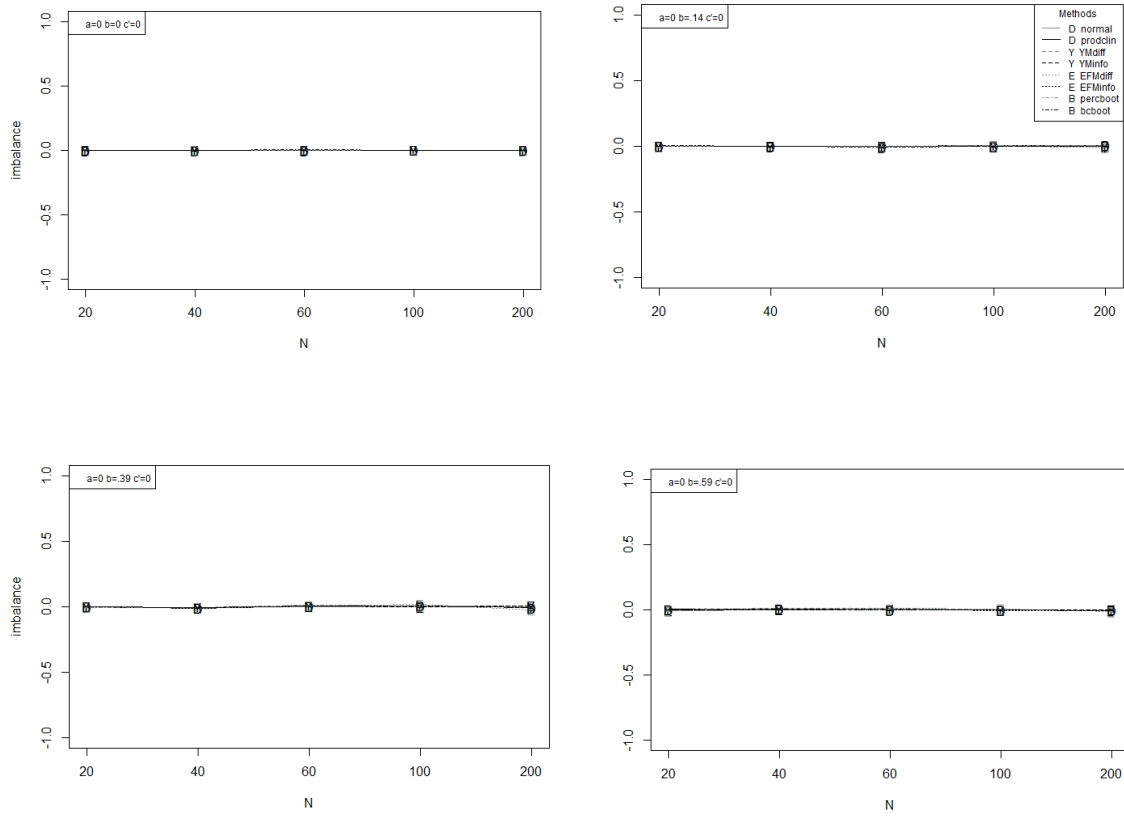 a=0 b=0 c'=0
1.0
0.5
0.0
-0.5
-1.0
imbalance
20 40 60 100 200
N
a=0 b=.14 c'=0
Methods
D normal
D prodclin
Y YMdiff
Y YMinfo
E EFMdiff
E EFMinfo
B percboot
B bcboot
1.0
0.5
0.0
-0.5
-1.0
20 40 60 100 200
N
a=0 b=.39 c'=0
1.0
0.5
0.0
-0.5
-1.0
imbalance
20 40 60 100 200
N
a=0 b=.59 c'=0
1.0
0.5
0.0
-0.5
-1.0
20 40 60 100 200
N